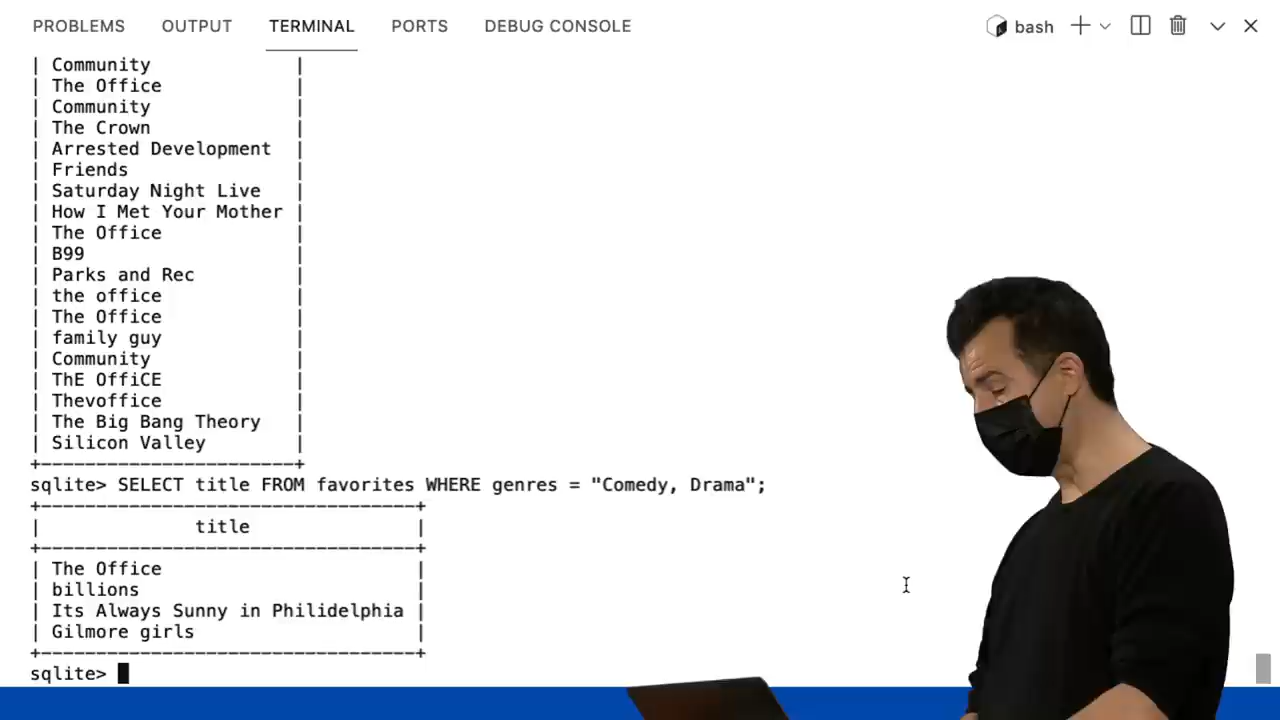 PROBLEMS OUTPUT TERMINAL PORTS DEBUG CONSOLE bash
| Community |
| The Office |
| Community |
| The Crown |
| Arrested Development |
| Friends |
| Saturday Night Live |
| How I Met Your Mother |
| The Office |
| B99 |
| Parks and Rec |
| the office |
| The Office |
| family guy |
| Community |
| ThE OffiCE |
| Thevoffice |
| The Big Bang Theory |
| Silicon Valley |
+------------------------+
sqlite> SELECT title FROM favorites WHERE genres = "Comedy, Drama";
+-----------------------------------+
| title |
+-----------------------------------+
| The Office |
| billions |
| Its Always Sunny in Philidelphia |
| Gilmore girls |
+-----------------------------------+
sqlite>